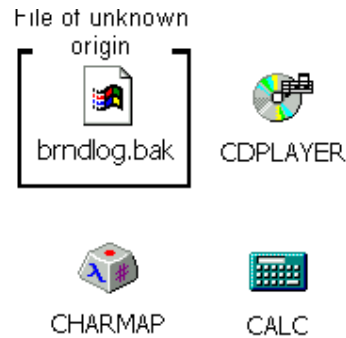 File of unknown
origin
brndlog.bak
CDPLAYER
λ #
CHARMAP
CALC